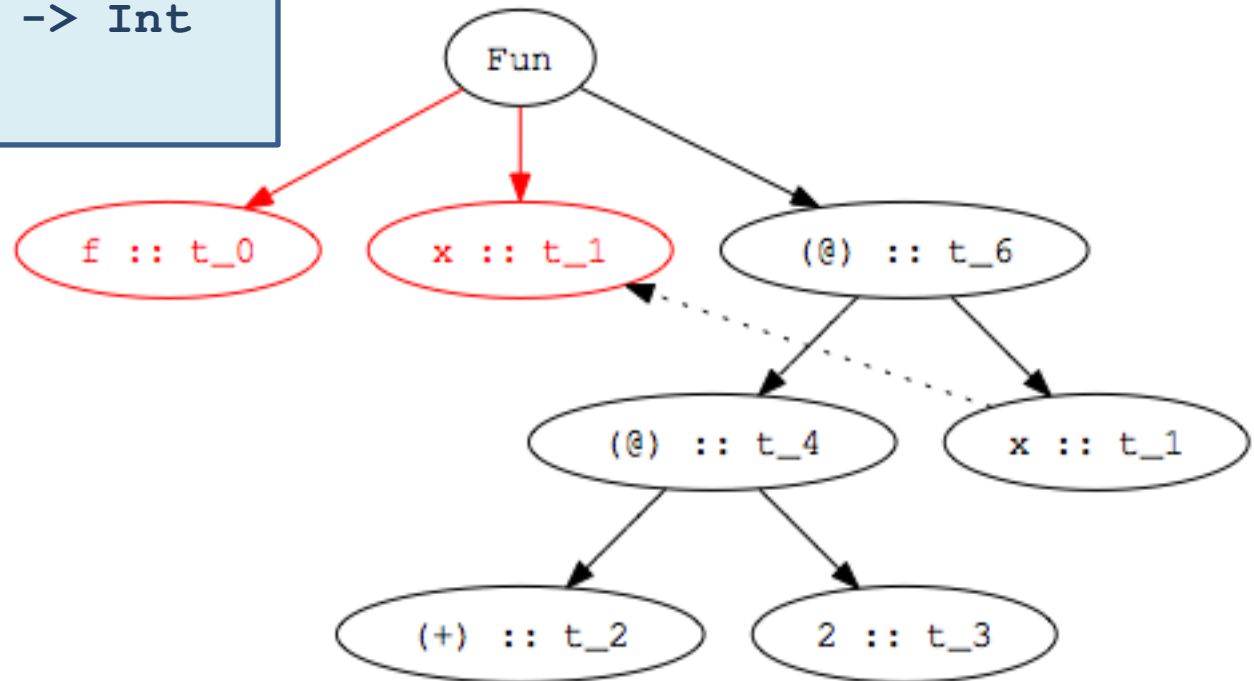 -> Int
Fun
f :: t_0
x :: t_1
(@) :: t_6
(@) :: t_4
x :: t_1
(+) :: t_2
2 :: t_3